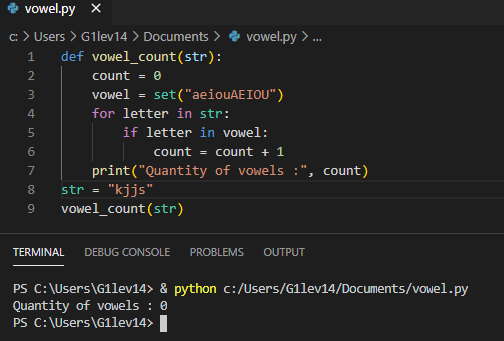 vowel.py ×
c: > Users > G1lev14 > Documents > vowel.py > ...
1 def vowel_count(str):
2     count = 0
3     vowel = set("aeiouAEIOU")
4     for letter in str:
5         if letter in vowel:
6             count = count + 1
7     print("Quantity of vowels :", count)
8 str = "kjjs"
9 vowel_count(str)
TERMINAL DEBUG CONSOLE PROBLEMS OUTPUT
PS C:\Users\G1lev14> & python c:/Users/G1lev14/Documents/vowel.py
Quantity of vowels : 0
PS C:\Users\G1lev14>